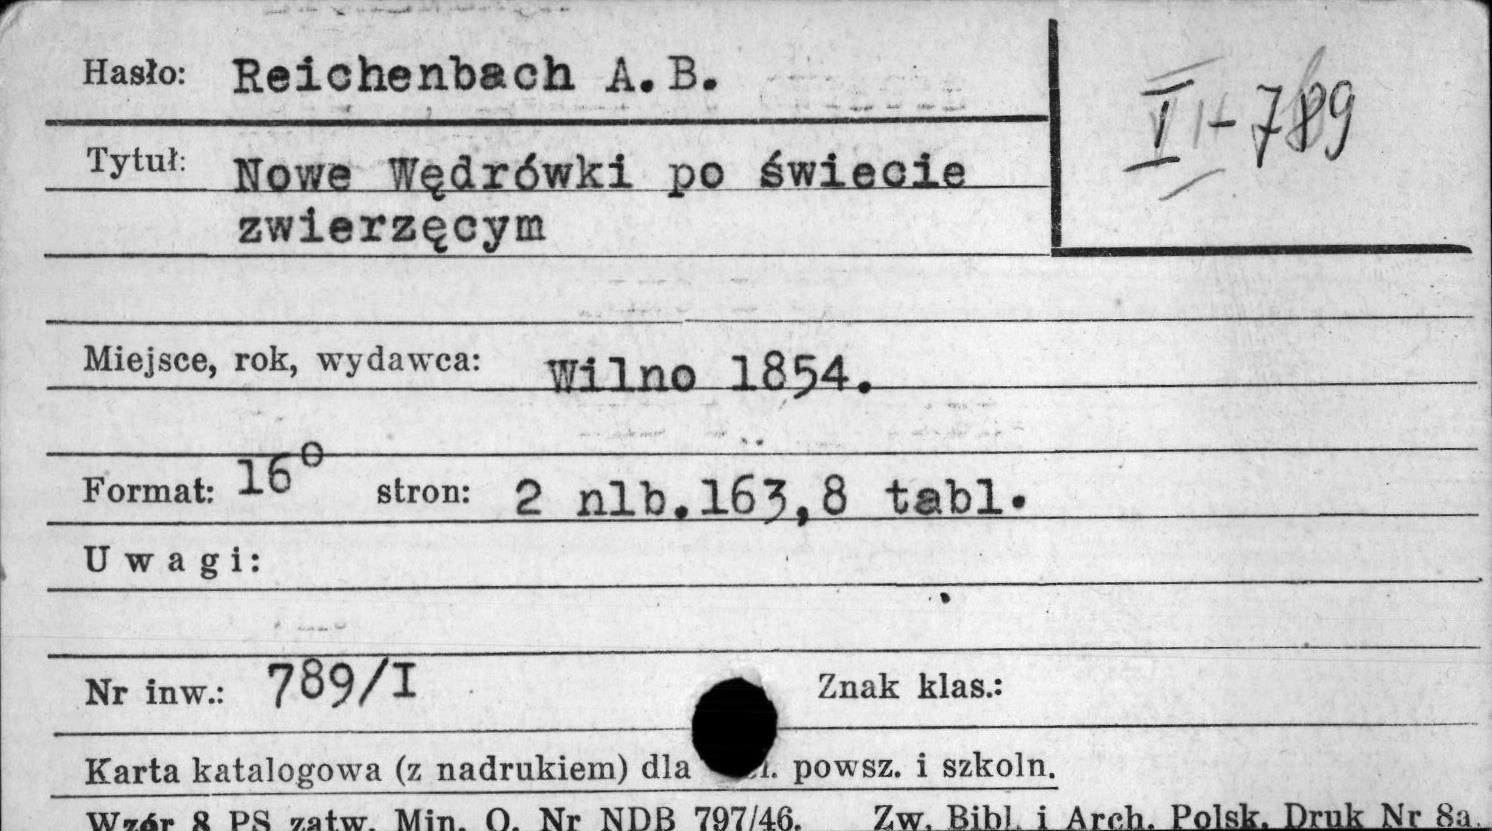 Hasło: Reichenbach A.B.
I-789
Tytuł: Nowe Wędrówki po świecie
zwierzęcym
Miejsce, rok, wydawca: Wilno 1854.
Format: 16° stron: 2 nlb.163,8 tabl.
Uwagi:
Nr inw.: 789/I Znak klas.:
Karta katalogowa (z nadrukiem) dla powsz. i szkoln.
Wzór 8 PS zatw. Min. O. Nr NDB 797/46. Zw. Bibl. i Arch. Polsk. Druk Nr 8a.